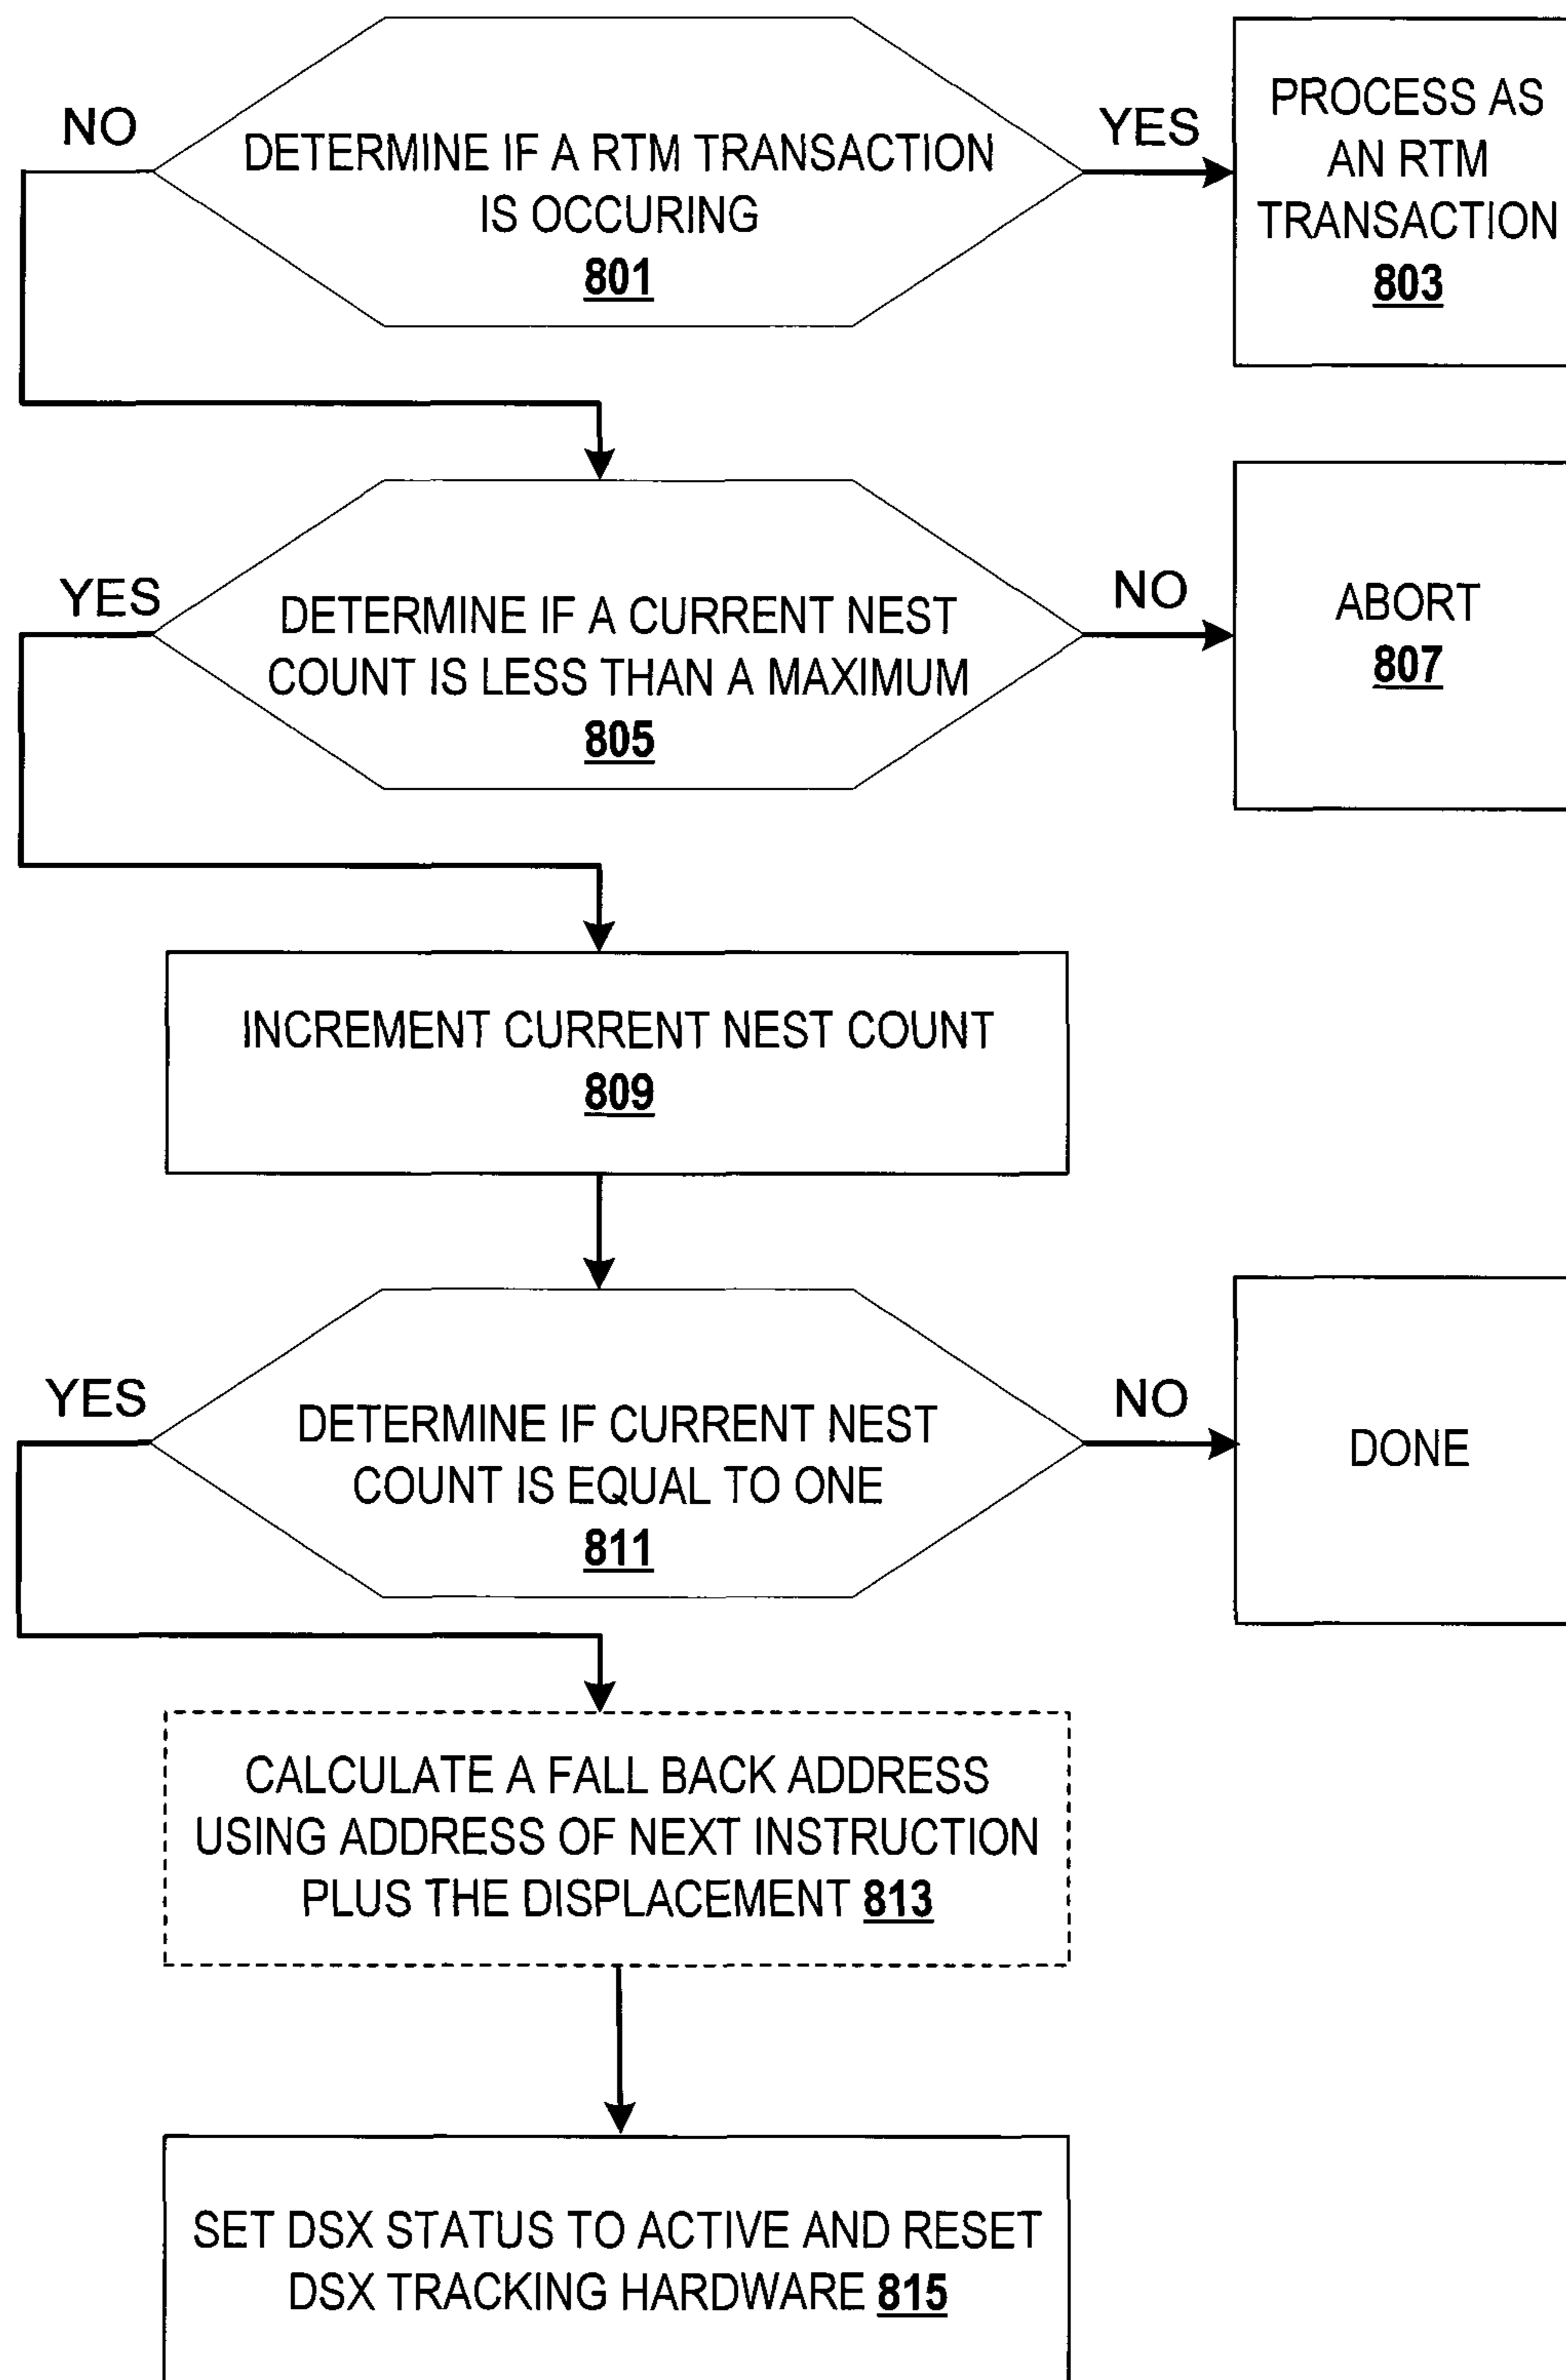 NO
DETERMINE IF A RTM TRANSACTION
IS OCCURING
801
YES
PROCESS AS
AN RTM
TRANSACTION
803
YES
DETERMINE IF A CURRENT NEST
COUNT IS LESS THAN A MAXIMUM
805
NO
ABORT
807
INCREMENT CURRENT NEST COUNT
809
YES
DETERMINE IF CURRENT NEST
COUNT IS EQUAL TO ONE
811
NO
DONE
CALCULATE A FALL BACK ADDRESS
USING ADDRESS OF NEXT INSTRUCTION
PLUS THE DISPLACEMENT 813
SET DSX STATUS TO ACTIVE AND RESET
DSX TRACKING HARDWARE 815